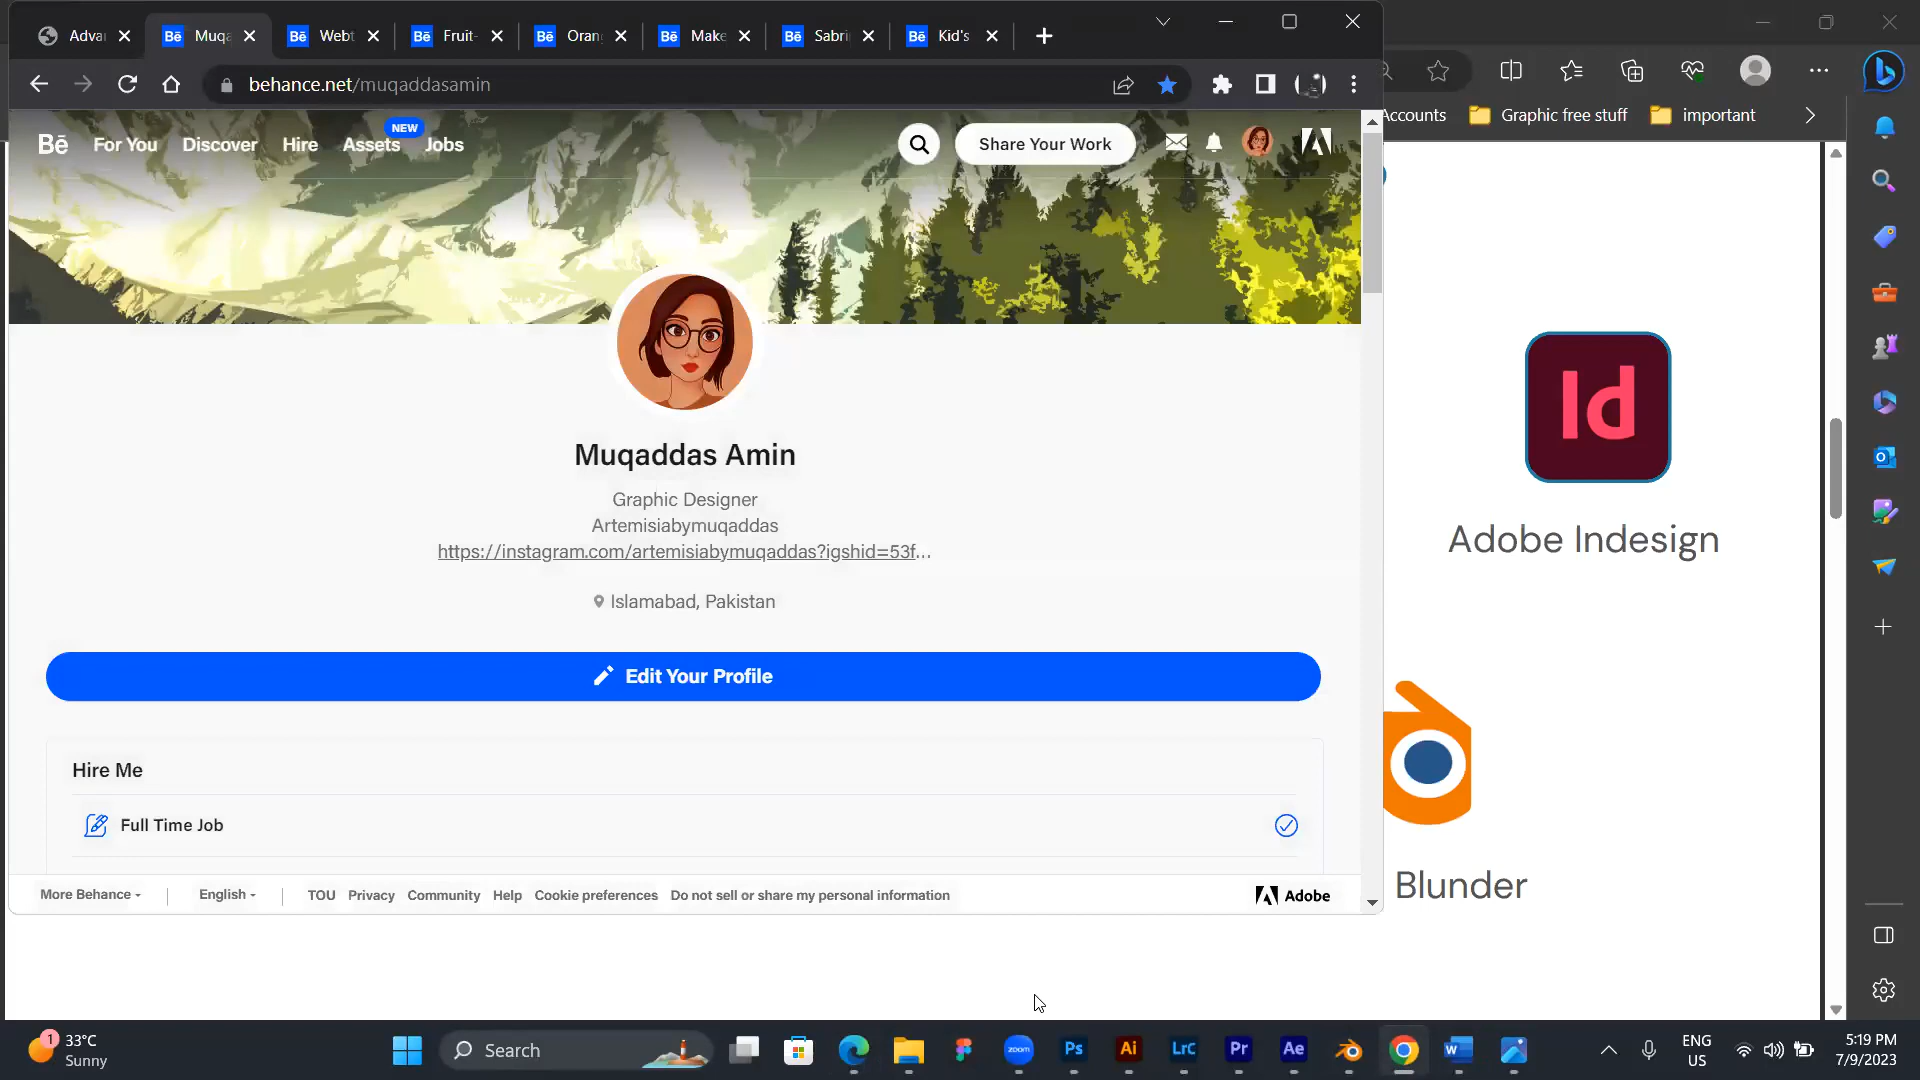 Adva
Muqa
Webt
Fruit-
Oran
Make
Sabri
Kid's
behance.net/muqaddasamin
Bē
For You
Discover
Hire
Assets
NEW
Jobs
Share Your Work
Muqaddas Amin
Graphic Designer
Artemisiabymuqaddas
https://instagram.com/artemisiabymuqaddas?igshid=53f...
Islamabad, Pakistan
Edit Your Profile
Hire Me
Full Time Job
More Behance
English
TOU
Privacy
Community
Help
Cookie preferences
Do not sell or share my personal information
Adobe
Accounts
Graphic free stuff
important
Id
Adobe Indesign
Blunder
1
33°C
Sunny
Search
zoom
Ps
Ai
LrC
Pr
Ae
W
ENG
US
5:19 PM
7/9/2023